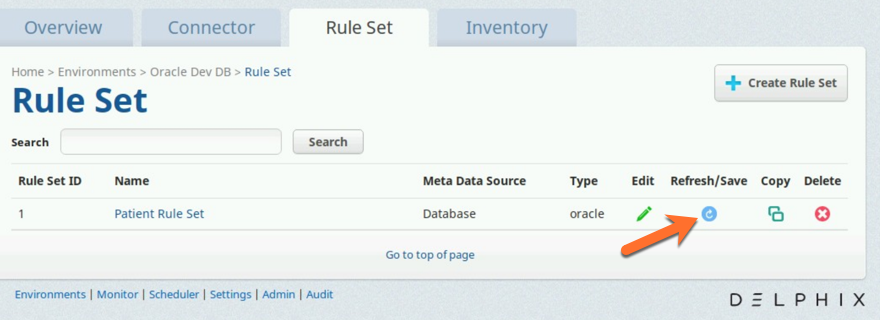 Overview Connector Rule Set Inventory
Home > Environments > Oracle Dev DB > Rule Set
Rule Set
Create Rule Set
Search Search
Rule Set ID Name Meta Data Source Type Edit Refresh/Save Copy Delete
1 Patient Rule Set Database oracle
Go to top of page
Environments | Monitor | Scheduler | Settings | Admin | Audit
DELPHIX